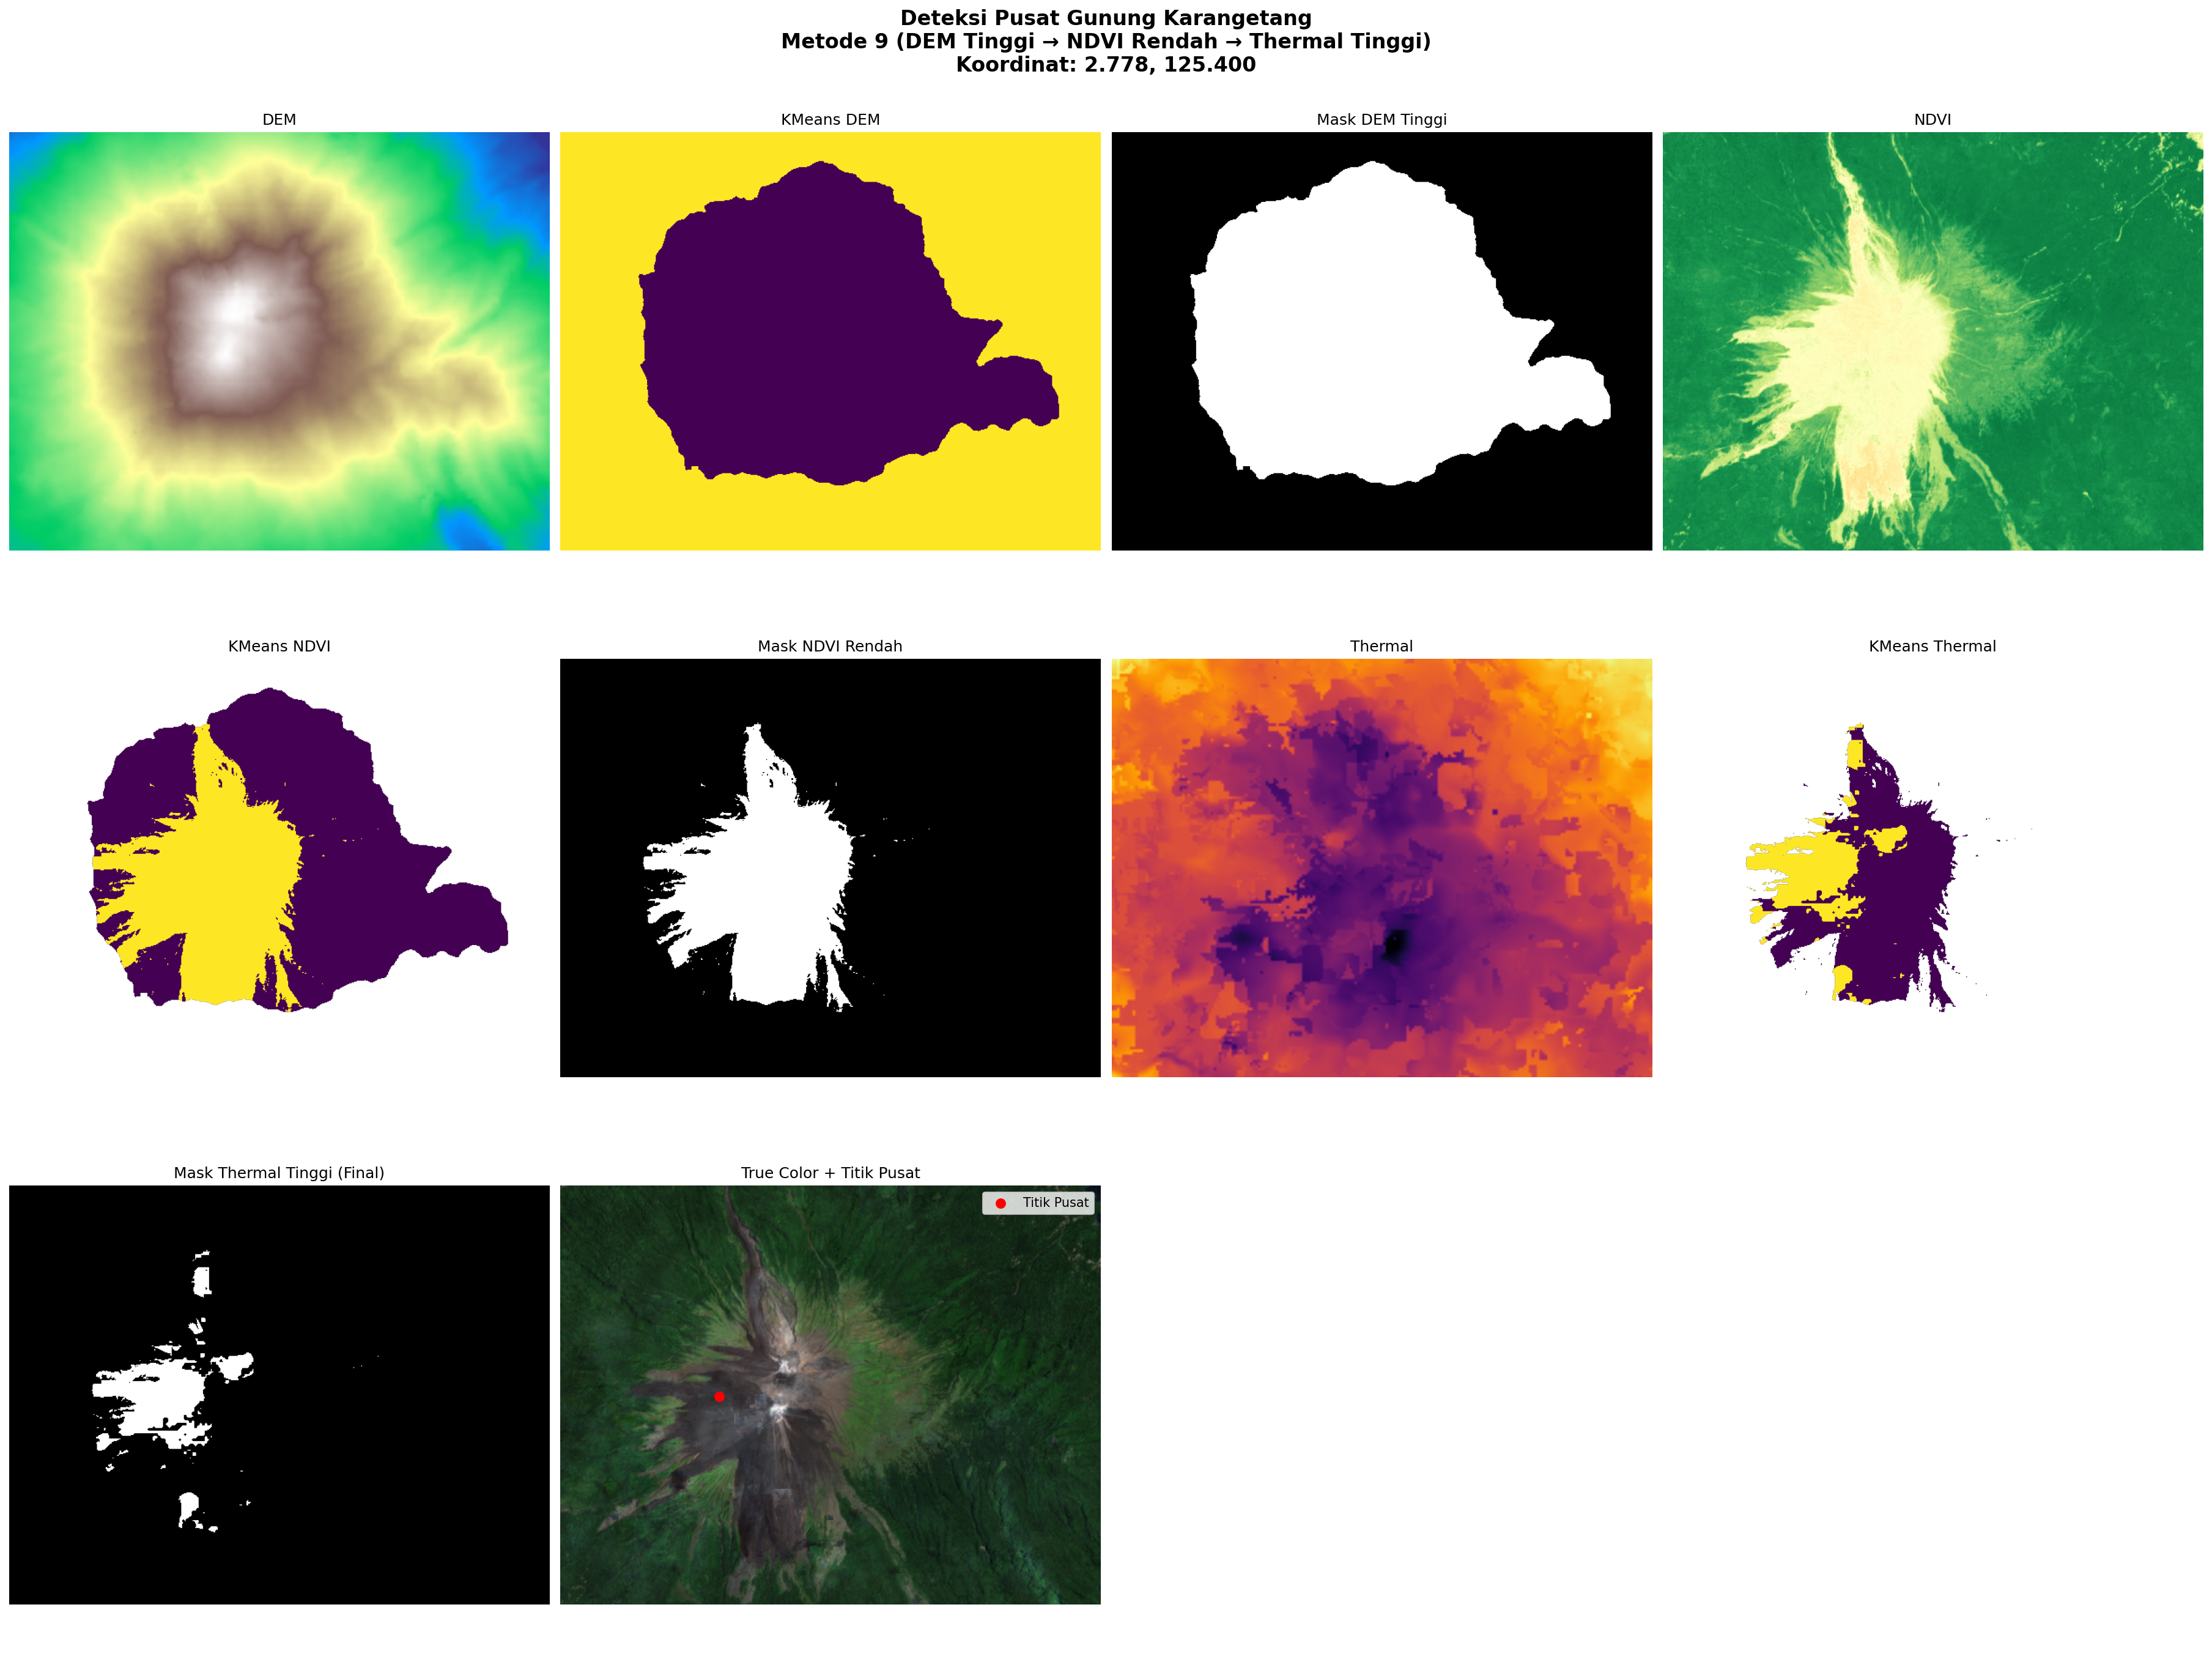 Deteksi Pusat Gunung Karangetang
Metode 9 (DEM Tinggi → NDVI Rendah → Thermal Tinggi)
Koordinat: 2.778, 125.400
DEM
KMeans DEM
Mask DEM Tinggi
NDVI
KMeans NDVI
Mask NDVI Rendah
Thermal
KMeans Thermal
Mask Thermal Tinggi (Final)
True Color + Titik Pusat
Titik Pusat